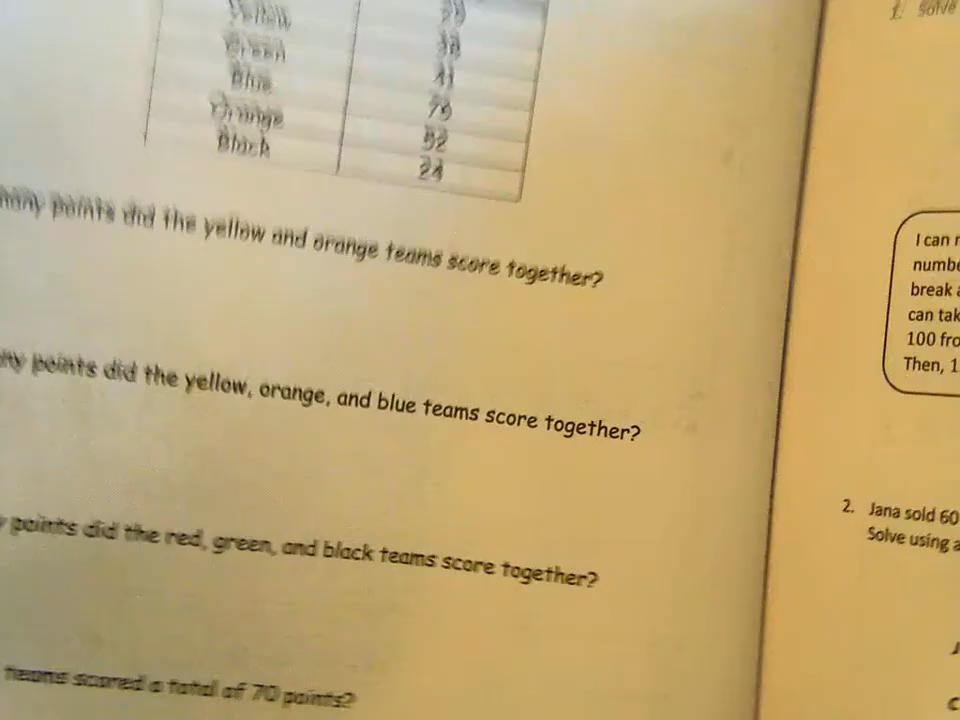 Yellow
Green
Blue
Orange
Black
24
many points did the yellow and orange teams score together?
points did the yellow, orange, and blue teams score together?
points did the red, green, and black teams score together?
teams scored a total of 70 points?
1. Solve
I can
numbe
break a
can tak
100 fro
Then, 1
2. Jana sold 60
Solve using a